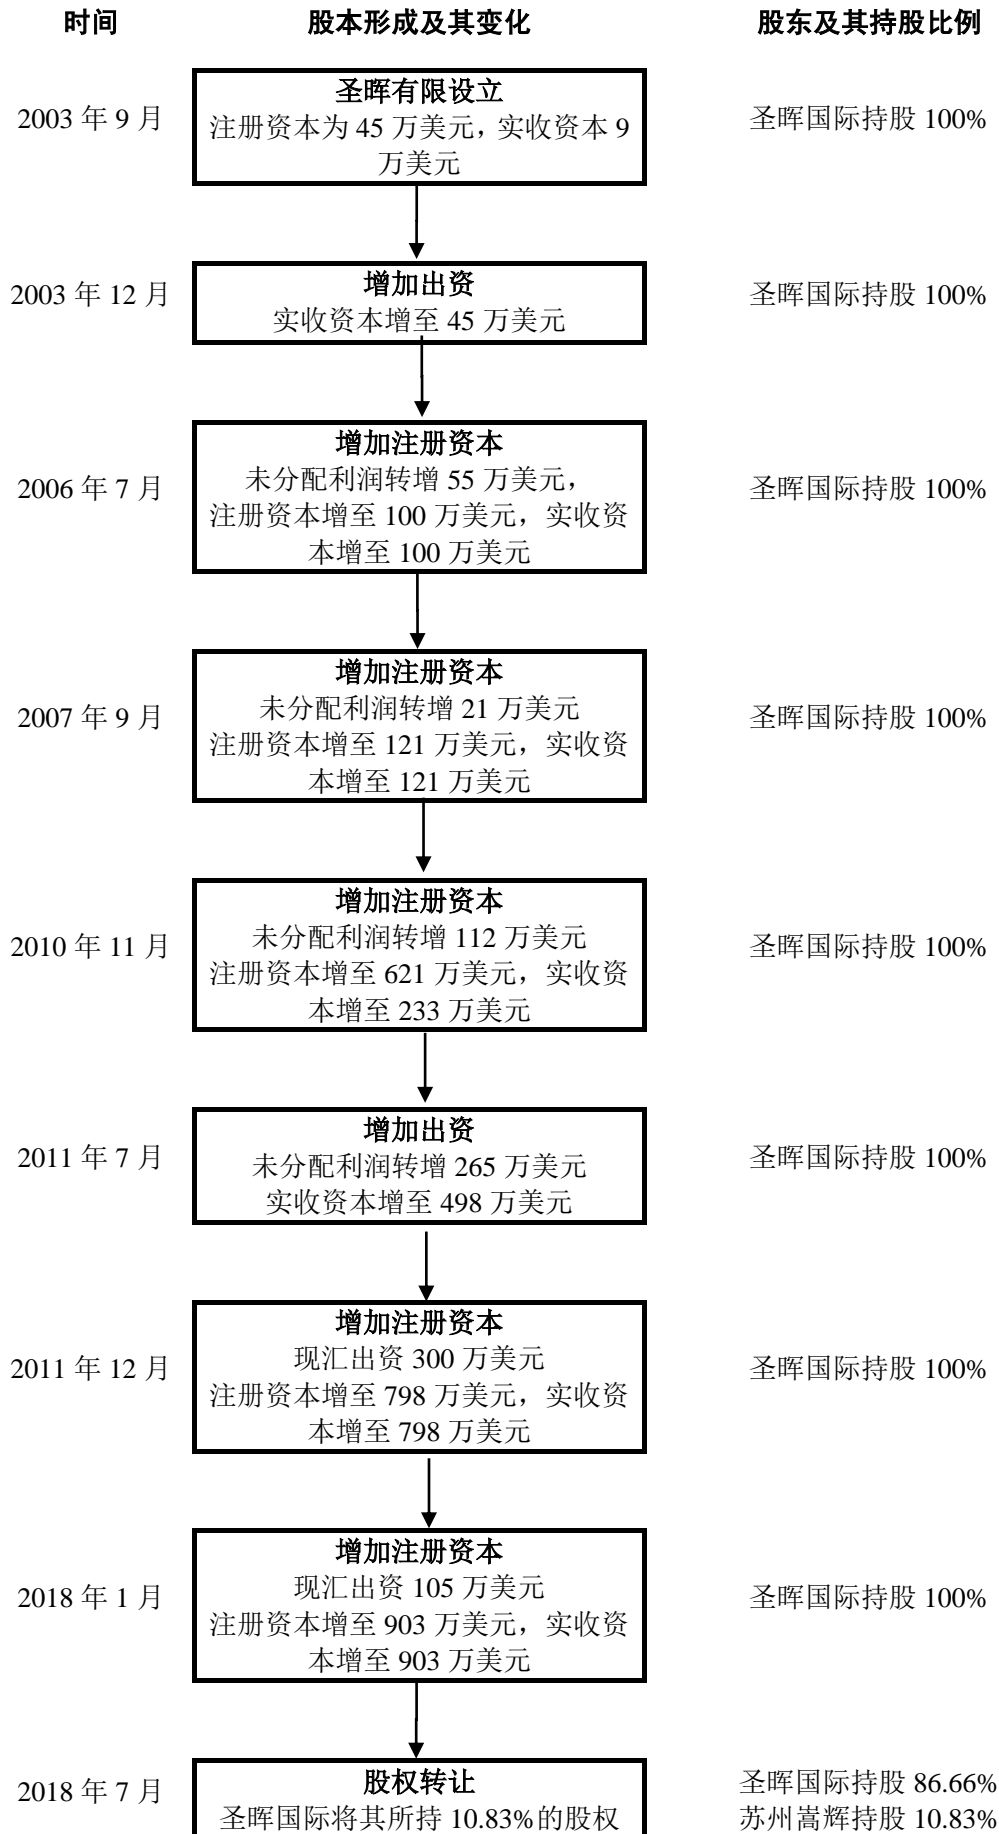 时间 股本形成及其变化 股东及其持股比例
圣晖有限设立
2003 年 9 月 注册资本为 45 万美元，实收资本 9 圣晖国际持股 100%
万美元
增加出资
2003 年 12 月 实收资本增至 45 万美元 圣晖国际持股 100%
增加注册资本
2006 年 7 月 未分配利润转增 55 万美元， 圣晖国际持股 100%
注册资本增至 100 万美元，实收资
本增至 100 万美元
增加注册资本
2007 年 9 月 未分配利润转增 21 万美元 圣晖国际持股 100%
注册资本增至 121 万美元，实收资
本增至 121 万美元
增加注册资本
2010 年 11 月 未分配利润转增 112 万美元 圣晖国际持股 100%
注册资本增至 621 万美元，实收资
本增至 233 万美元
增加出资
2011 年 7 月 未分配利润转增 265 万美元 圣晖国际持股 100%
实收资本增至 498 万美元
增加注册资本
2011 年 12 月 现汇出资 300 万美元 圣晖国际持股 100%
注册资本增至 798 万美元，实收资
本增至 798 万美元
增加注册资本
2018 年 1 月 现汇出资 105 万美元 圣晖国际持股 100%
注册资本增至 903 万美元，实收资
本增至 903 万美元
2018 年 7 月 股权转让 圣晖国际持股 86.66%
圣晖国际将其所持 10.83%的股权 苏州嵩辉持股 10.83%